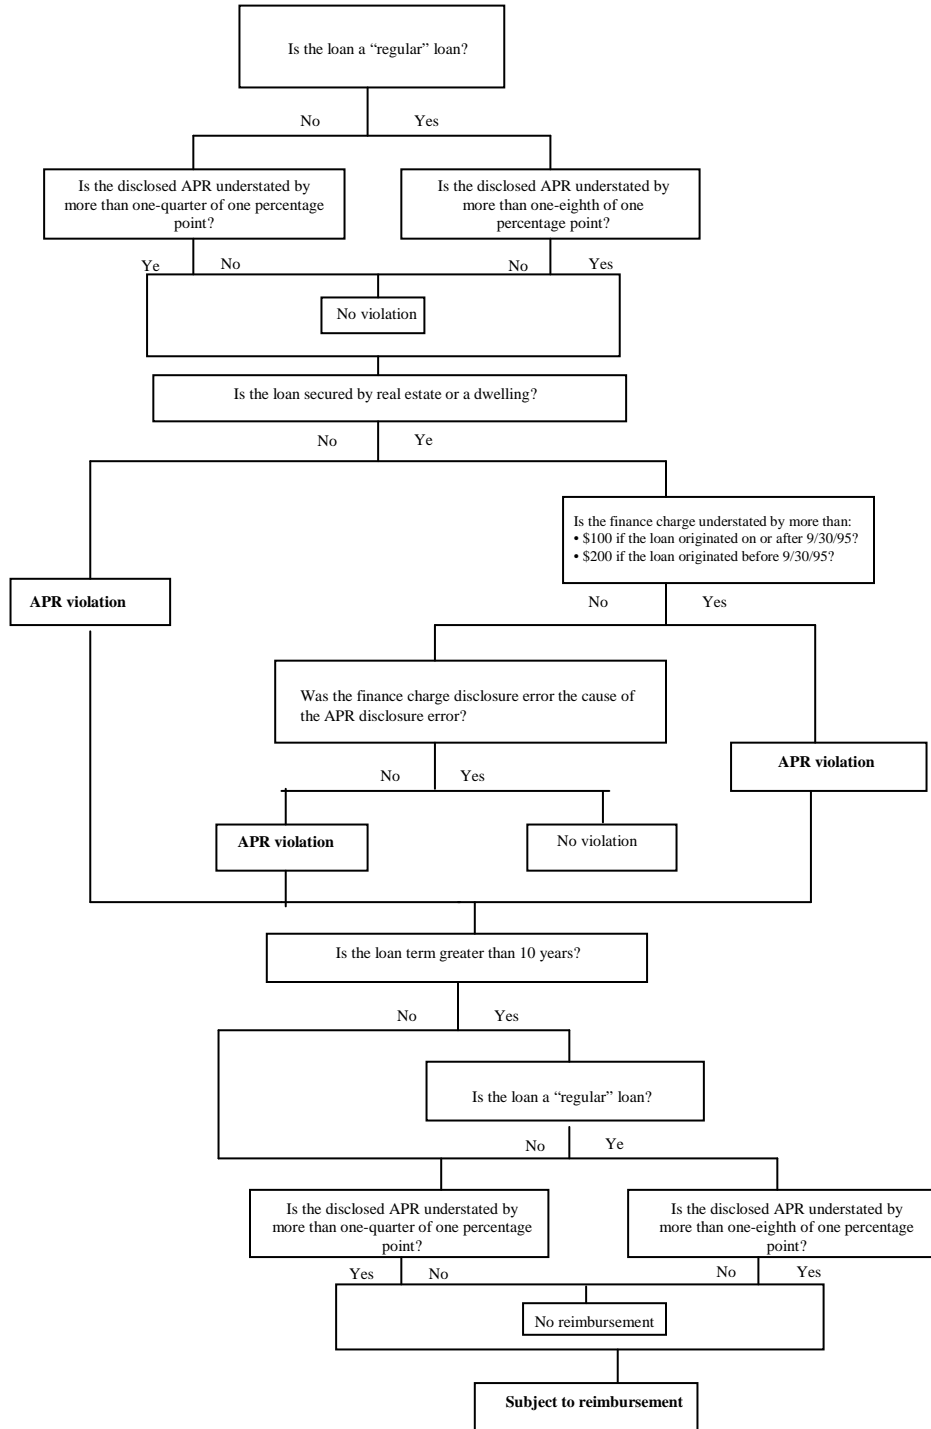 Is the loan a “regular” loan?
No
Yes
Is the disclosed APR understated by
more than one-quarter of one percentage
point?
Is the disclosed APR understated by
more than one-eighth of one
percentage point?
Ye
No
No
Yes
No violation
Is the loan secured by real estate or a dwelling?
No
Ye
Is the finance charge understated by more than:
• $100 if the loan originated on or after 9/30/95?
• $200 if the loan originated before 9/30/95?
APR violation
No
Yes
Was the finance charge disclosure error the cause of
the APR disclosure error?
APR violation
No
Yes
APR violation
No violation
Is the loan term greater than 10 years?
No
Yes
Is the loan a “regular” loan?
No
Ye
Is the disclosed APR understated by
more than one-quarter of one percentage
point?
Is the disclosed APR understated by
more than one-eighth of one percentage
point?
Yes
No
No
Yes
No reimbursement
Subject to reimbursement